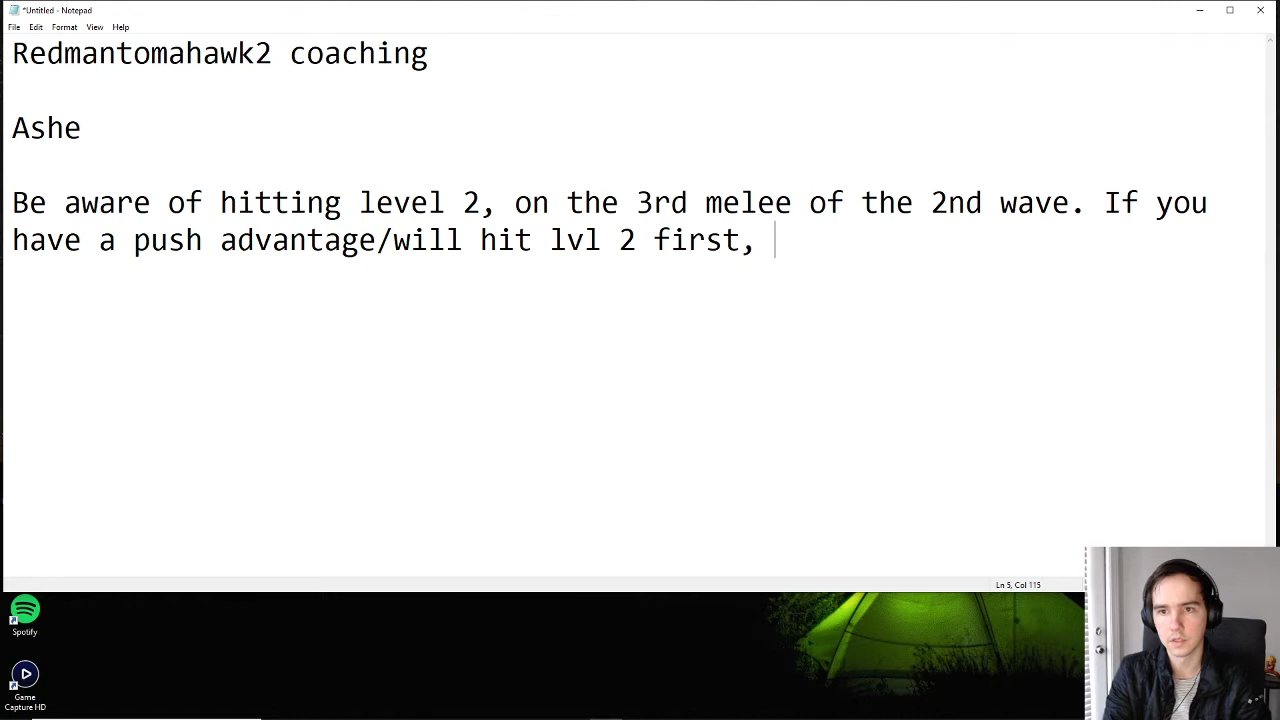 *Untitled - Notepad
File Edit Format View Help
Redmantomahawk2 coaching
Ashe
Be aware of hitting level 2, on the 3rd melee of the 2nd wave. If you
have a push advantage/will hit lvl 2 first,
Ln 5, Col 115
Spotify
Game
Capture HD